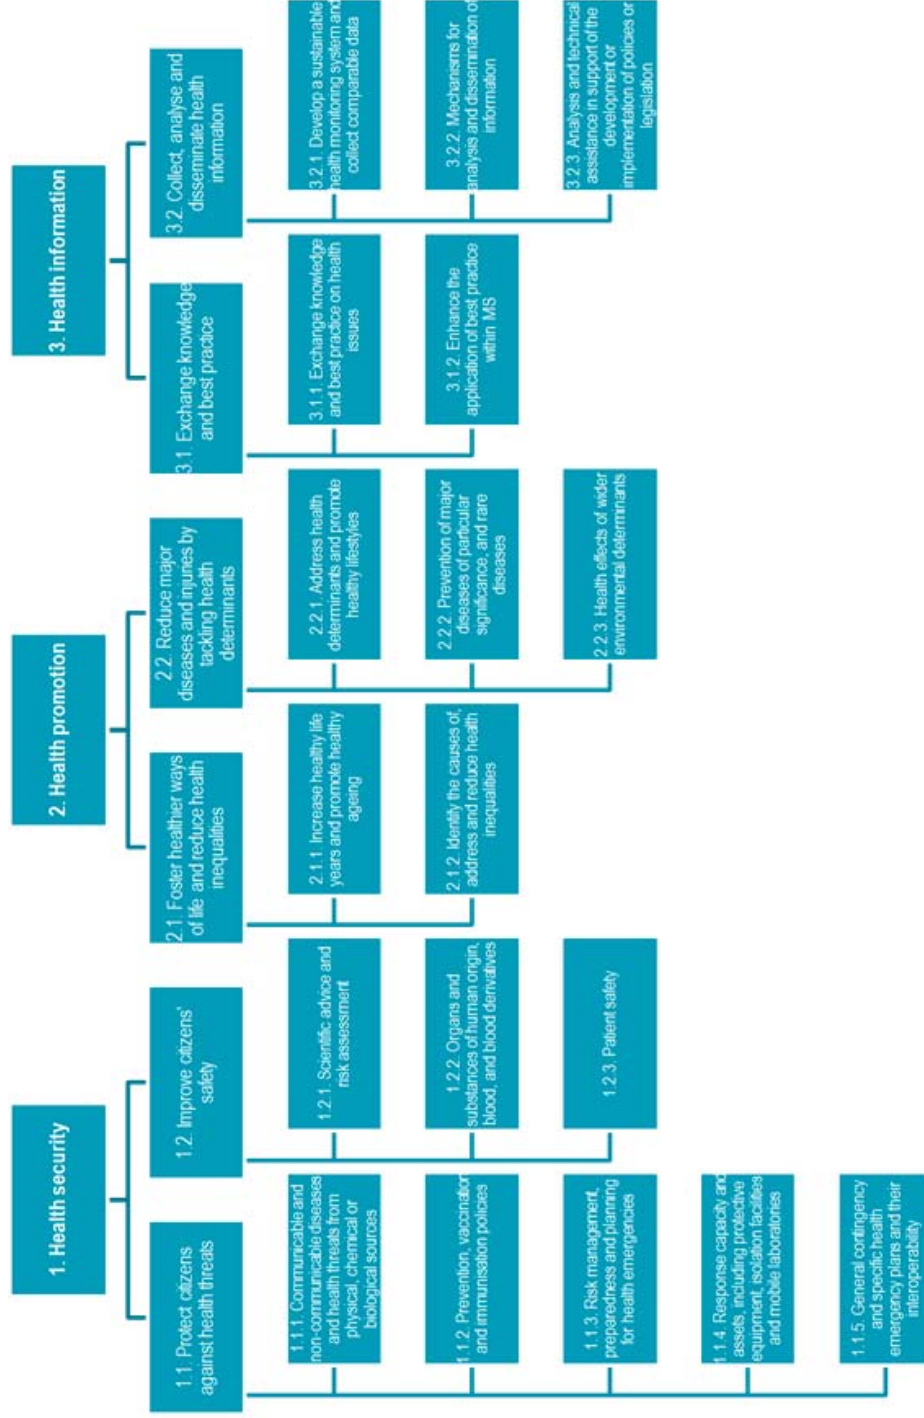 1. Health security
1.1. Protect citizens
against health threats
1.1.1. Communicable and
non-communicable diseases
and health threats from
physical, chemical or
biological sources
1.1.2. Prevention, vaccination
and immunisation policies
1.1.3 Risk management,
preparedness and planning
for health emergencies
1.1.4. Response capacity and
assets, including protective
equipment, isolation facilities
and mobile laboratories
1.1.5. General contingency
and specific health
emergency plans and their
interoperability
1.2. Improve citizens'
safety
1.2.1. Scientific advice and
risk assessment
1.2.2. Organs and
substances of human origin,
blood, and blood derivatives
1.2.3. Patient safety
2. Health promotion
2.1. Foster healthier ways
of life and reduce health
inequalities
2.1.1. Increase healthy life
years and promote healthy
ageing
2.1.2. Identify the causes of,
address and reduce health
inequalities
2.2. Reduce major
diseases and injuries by
tackling health
determinants
2.2.1. Address health
determinants and promote
healthy lifestyles
2.2.2. Prevention of major
diseases of particular
significance, and rare
diseases
2.2.3. Health effects of wider
environmental determinants
3. Health information
3.1. Exchange knowledge
and best practice
3.1.1. Exchange knowledge
and best practice on health
issues
3.1.2. Enhance the
application of best practice
within MS
3.2. Collect, analyse and
disseminate health
information
3.2.1. Develop a sustainable
health monitoring system and
collect comparable data
3.2.2. Mechanisms for
analysis and dissemination of
information
3.2.3. Analysis and technical
assistance in support of the
development or
implementation of policies or
legislation